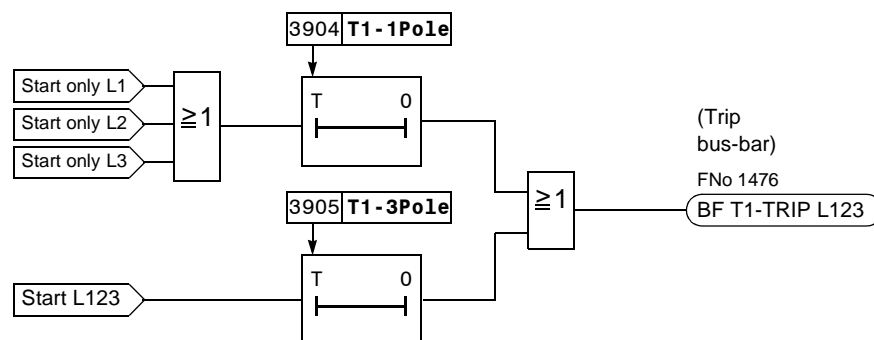 3904 T1-1Pole
Start only L1
Start only L2
Start only L3
≧1
T 0
(Trip
bus-bar)
FNo 1476
BF T1-TRIP L123
≧1
3905 T1-3Pole
T 0
Start L123